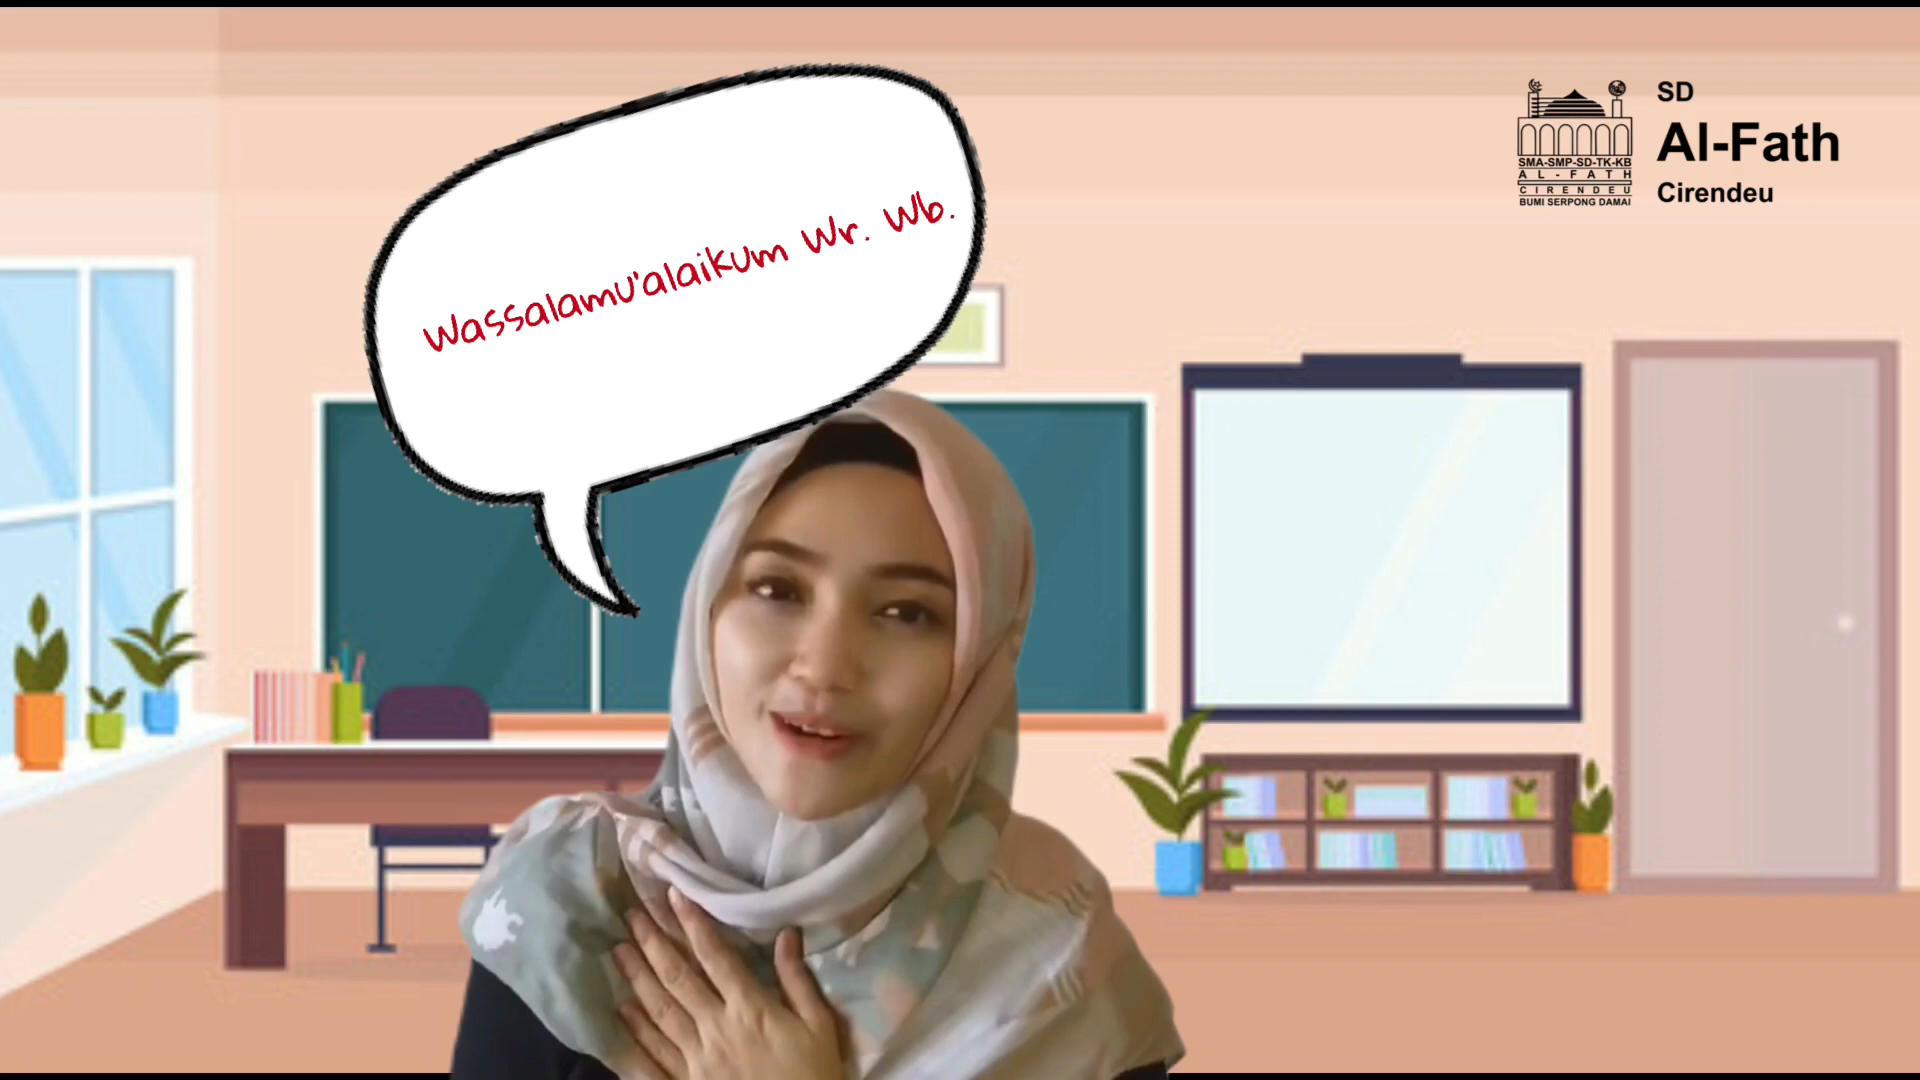 Wassalamu'alaikum Wr. Wb.
SD
Al-Fath
Cirendeu
SMA-SMP-SD-TK-KB
AL-FATH
CIRENDEU
BUMI SERPONG DAMAI